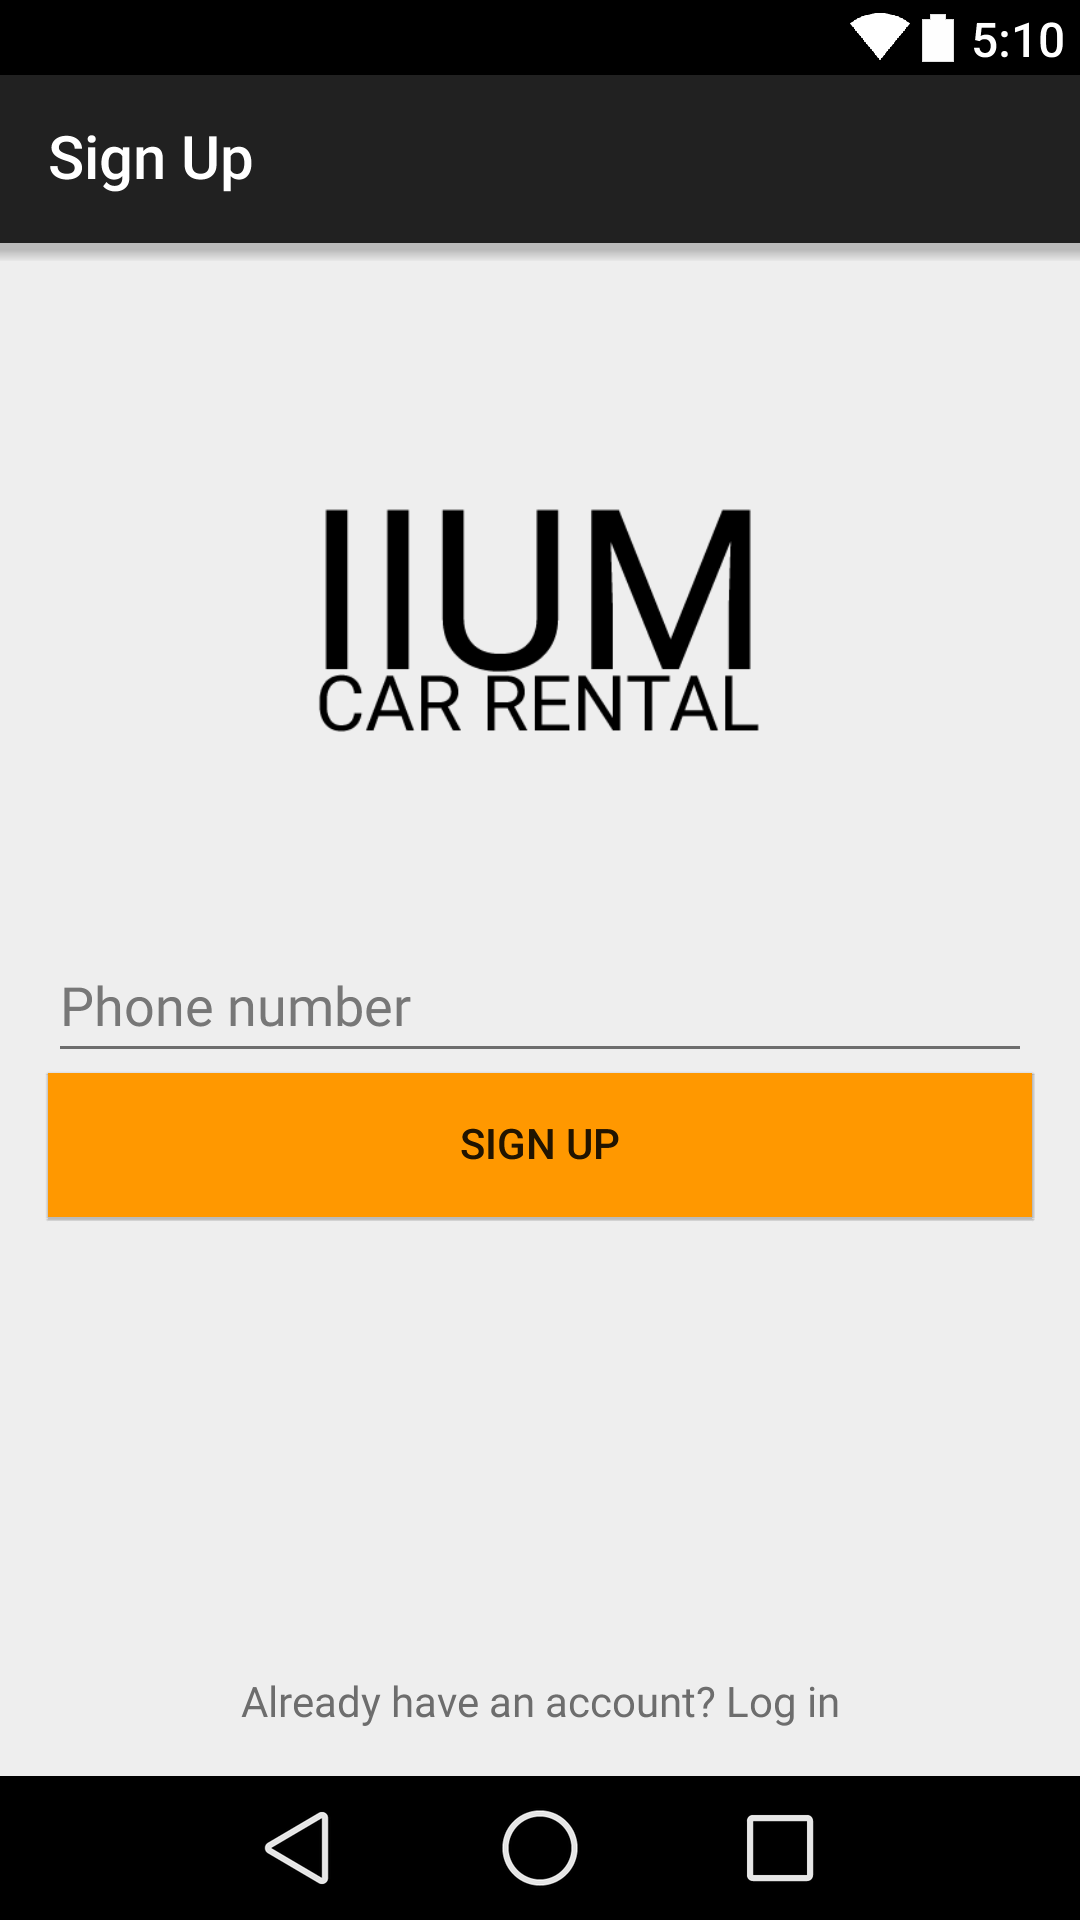 5:10
Sign Up
IIUM
CAR RENTAL
Phone number
SIGN UP
Already have an account? Log in